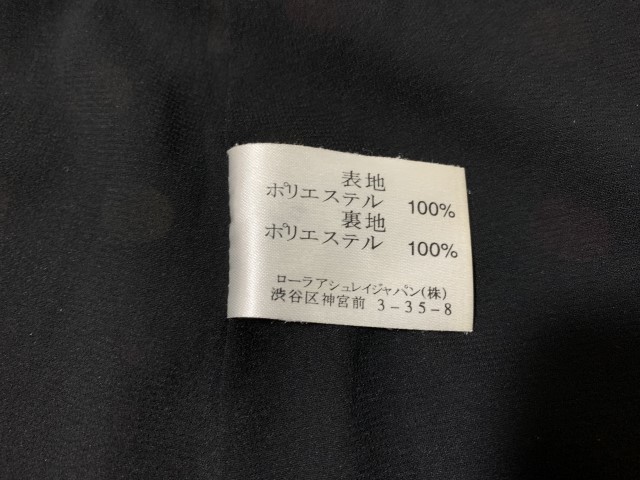 表地
ポリエステル 100%
裏地
ポリエステル 100%
ローラアシュレイジャパン(株)
渋谷区神宮前 3-35-8